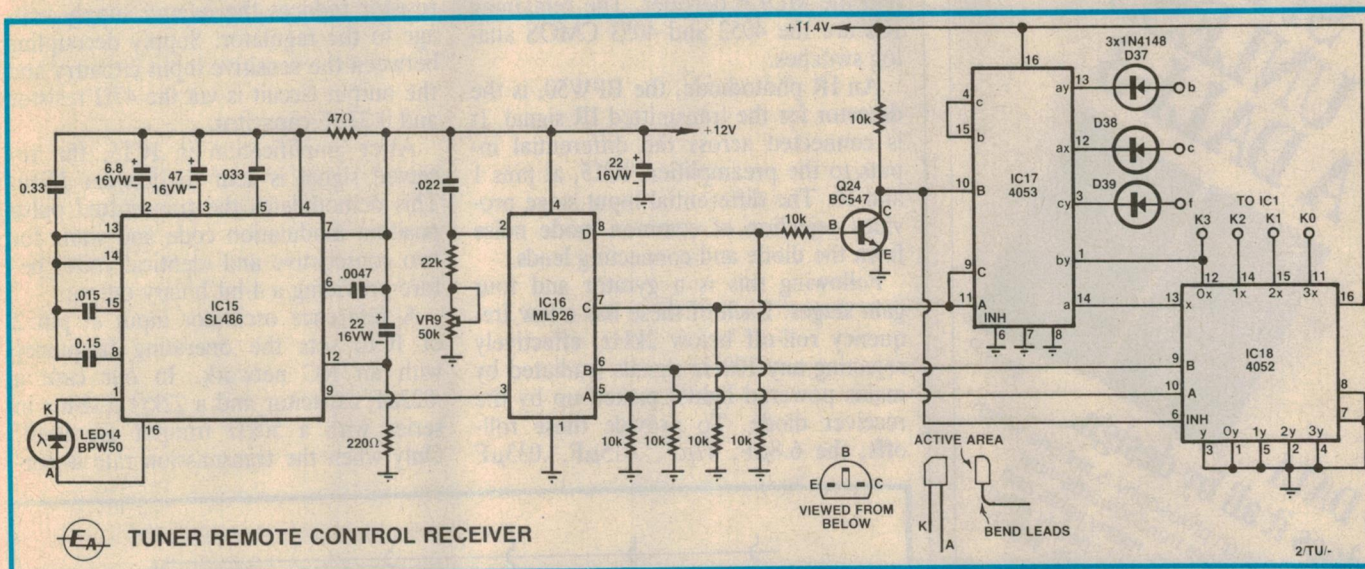 +11.4V
3x1N4148
D37
16
13
ay
b
47Ω
+12V
10k
c
15
b
D38
ax
12
c
0.33
6.8
16VW
47
16VW
.033
.022
22
16VW
IC17
4053
D39
cy
3
f
TO IC1
K3
K2
K1
K0
2
3
5
4
13
14
7
2
4
D
8
10k
B
Q24
BC547
C
E
10
B
9
C
11
A
INH
by
1
12
14
15
11
0x
1x
2x
3x
a
14
13
x
16
.015
15
IC15
SL486
6
.0047
22k
IC16
ML926
C
7
0.15
8
22
16VW
VR9
50k
B
6
6
7
8
IC18
4052
9
B
10
A
6
INH
8
7
1
12
9
3
1
A
5
y
0y
1y
2y
3y
3
1
5
2
4
K
LED14
BPW50
A
16
220Ω
10k
10k
10k
10k
B
E
C
VIEWED FROM
BELOW
ACTIVE AREA
K
A
BEND LEADS
EA
TUNER REMOTE CONTROL RECEIVER
2/TU/-